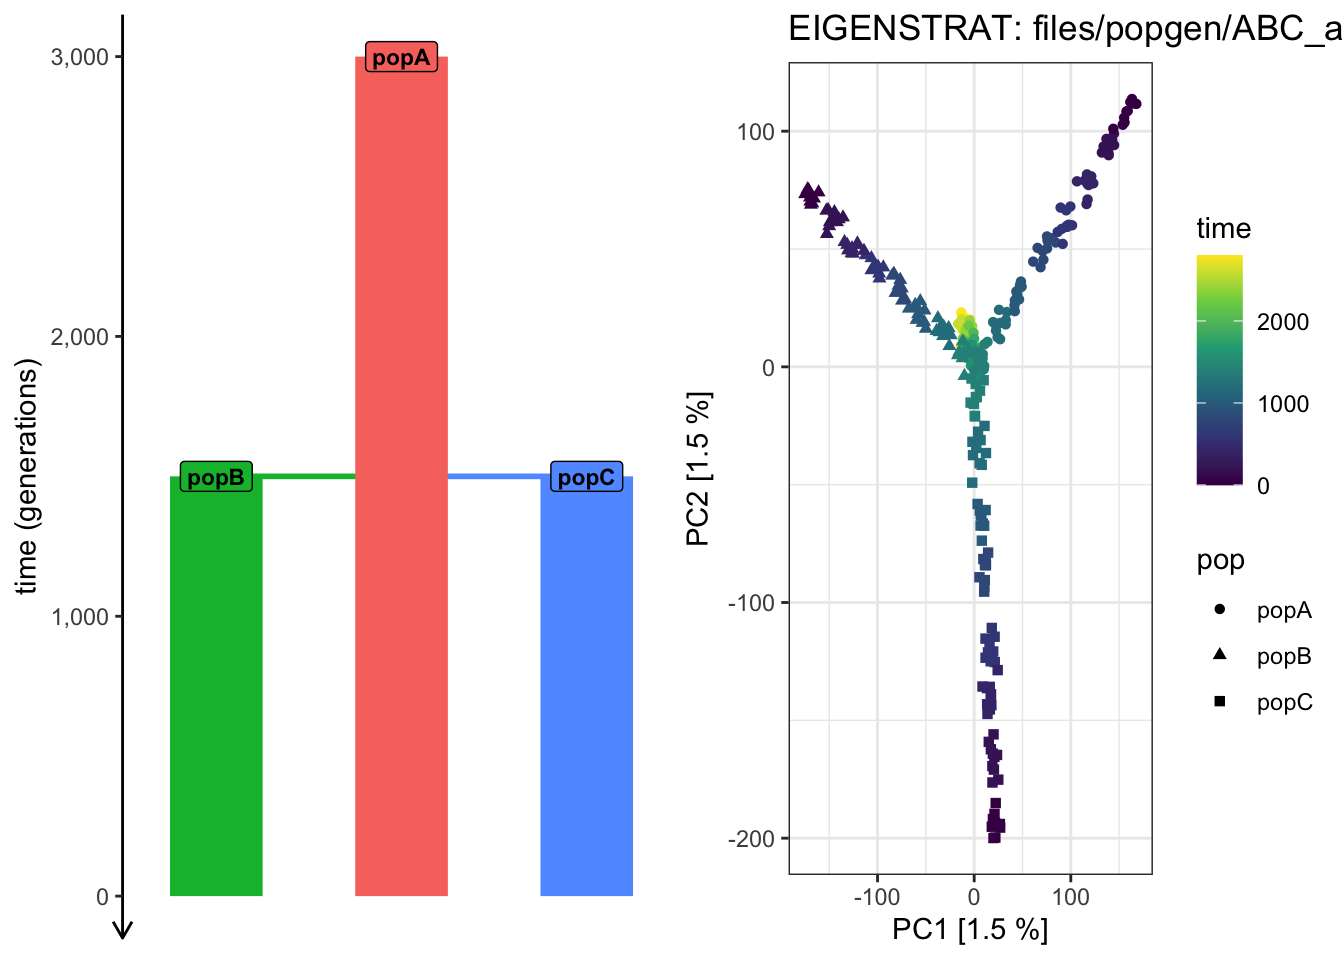 time (generations)
3,000
2,000
1,000
0
popA
popB
popC
EIGENSTRAT: files/popgen/ABC_a
PC2 [1.5 %]
100
0
-100
-200
-100
0
100
PC1 [1.5 %]
time
2000
1000
0
pop
popA
popB
popC